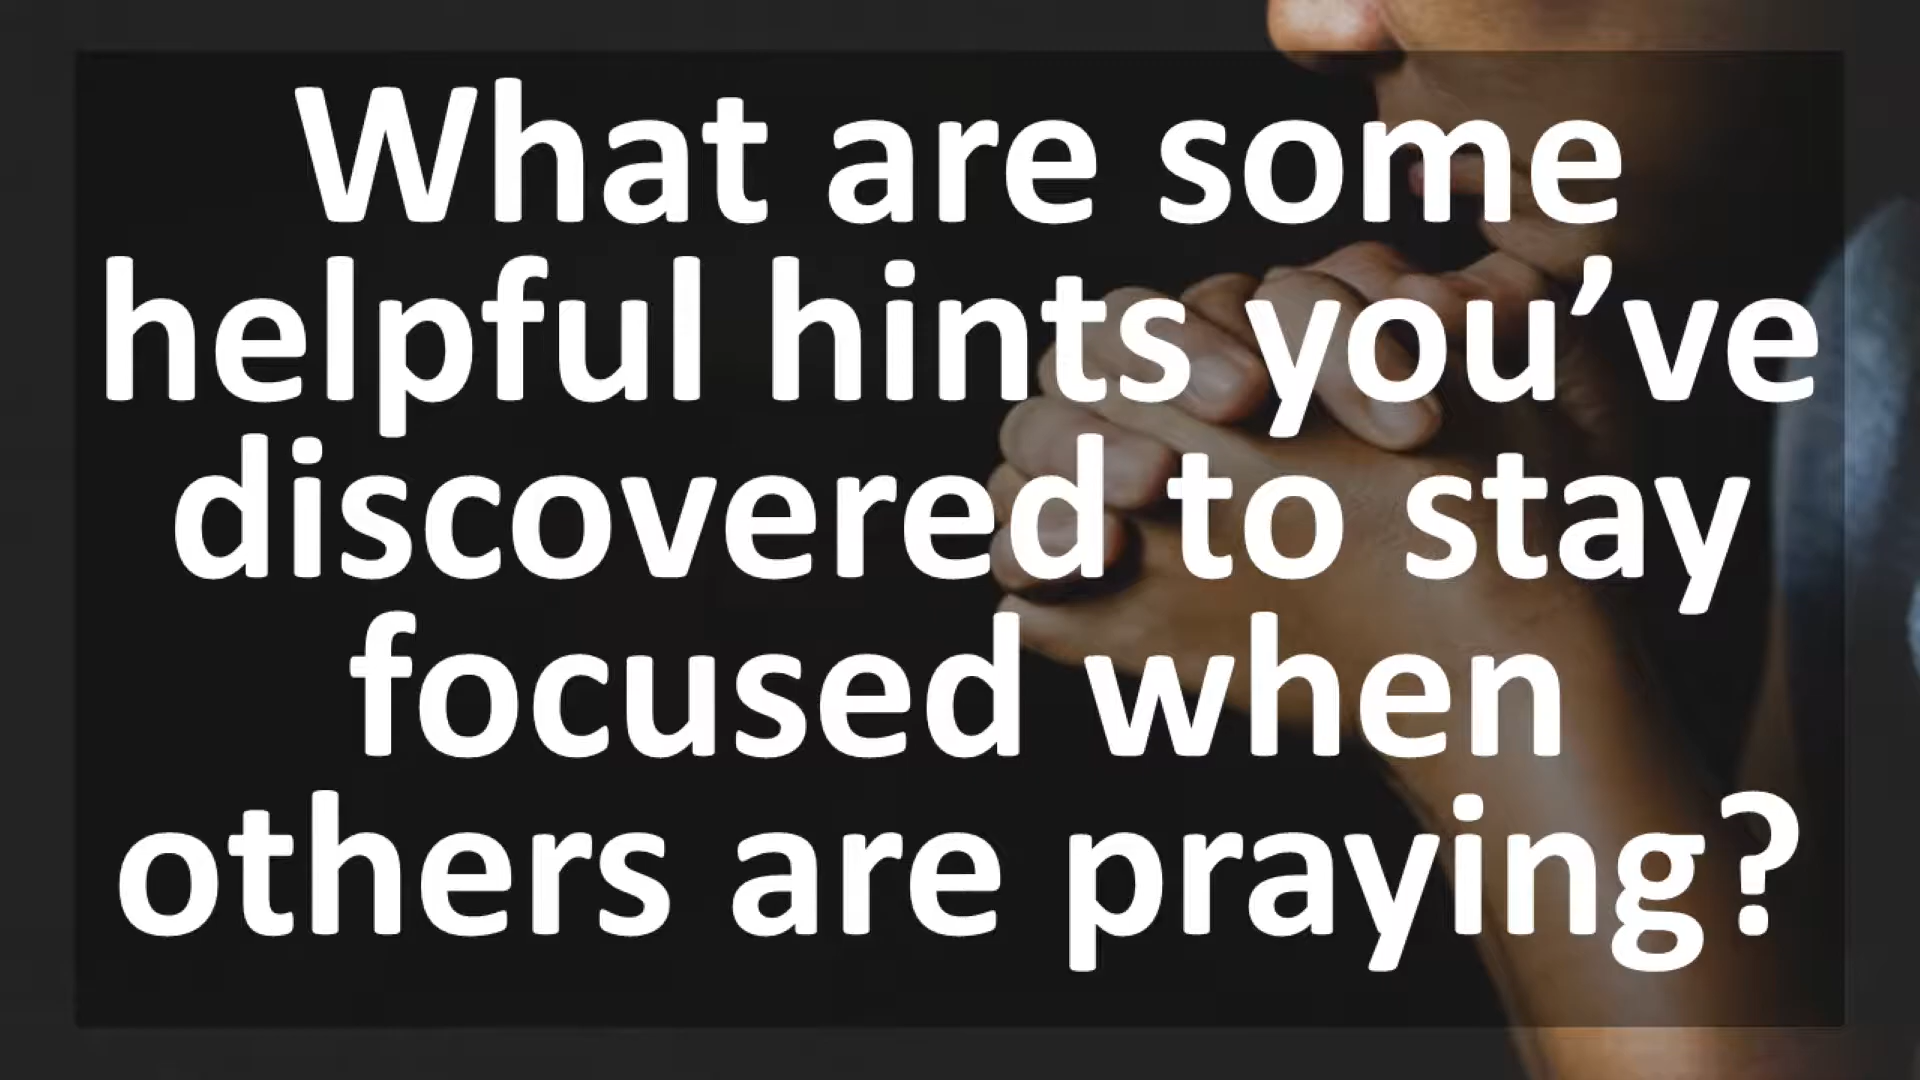 What are some
helpful hints you’ve
discovered to stay
focused when
others are praying?